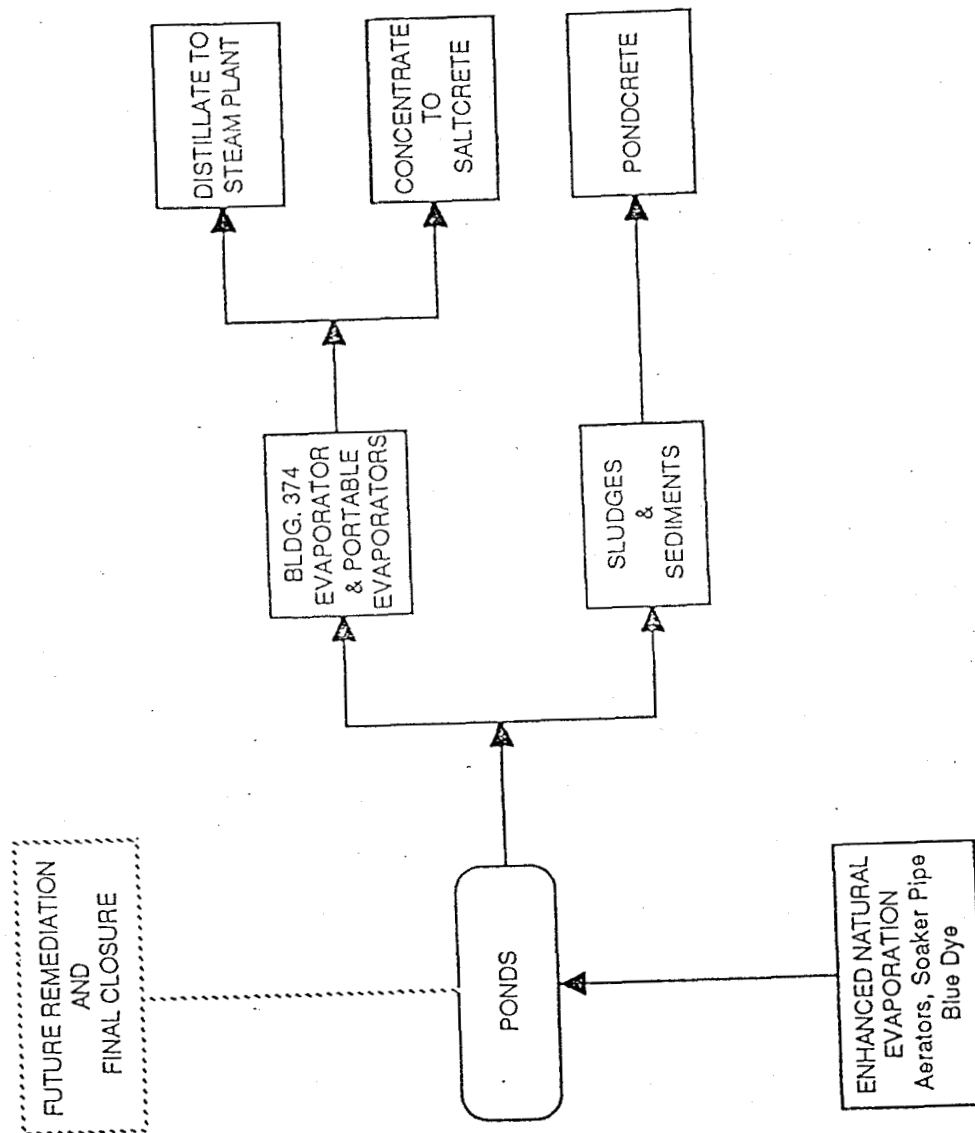 FUTURE REMEDIATION
AND
FINAL CLOSURE
PONDS
ENHANCED NATURAL
EVAPORATION
Aerators, Soaker Pipe
Blue Dye
BLDG. 374
EVAPORATOR
& PORTABLE
EVAPORATORS
SLUDGES
&
SEDIMENTS
DISTILLATE TO
STEAM PLANT
CONCENTRATE
TO
SALTCRETE
PONDCRETE